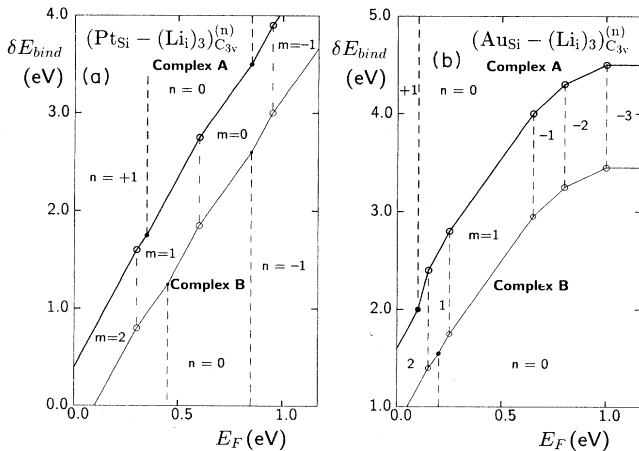 δE_bind (eV)
(Pt_Si − (Li_i)_3)^(n)_C3v
(a)
Complex A
n = 0
m=−1
m=0
n = +1
m=1
n = −1
Complex B
m=2
n = 0
4.0
3.0
2.0
1.0
0.0
0.0
0.5
1.0
E_F (eV)
δE_bind (eV)
(Au_Si − (Li_i)_3)^(n)_C3v
(b)
Complex A
+1
n = 0
−1
−2
−3
m=1
Complex B
1
2
n = 0
5.0
4.0
3.0
2.0
1.0
0.0
0.5
1.0
E_F (eV)